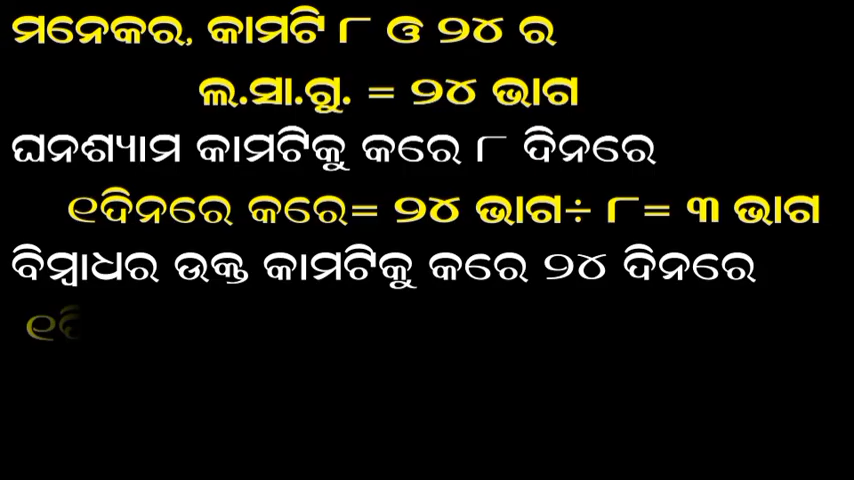 ମନେକର, କାମଟି ୮ ଓ ୨୪ ର
ଲ.ସା.ଗୁ. = ୨୪ ଭାଗ
ଘନଶ୍ୟାମ କାମଟିକୁ କରେ ୮ ଦିନରେ
୧ଦିନରେ କରେ= ୨୪ ଭାଗ÷ ୮= ୩ ଭାଗ
ବିମ୍ବାଧର ଉକ୍ତ କାମଟିକୁ କରେ ୨୪ ଦିନରେ